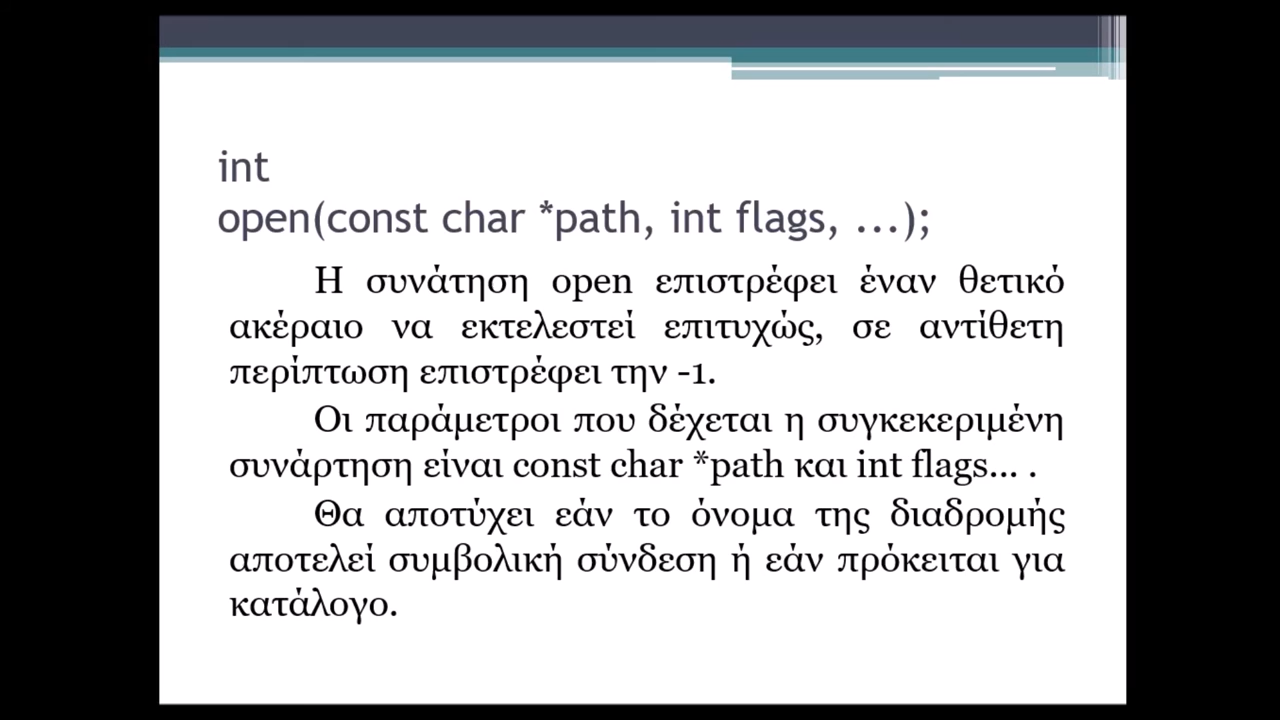 int
open(const char *path, int flags, ...);
Η συνάτηση open επιστρέφει έναν θετικό
ακέραιο να εκτελεστεί επιτυχώς, σε αντίθετη
περίπτωση επιστρέφει την -1.
Οι παράμετροι που δέχεται η συγκεκεριμένη
συνάρτηση είναι const char *path και int flags... .
Θα αποτύχει εάν το όνομα της διαδρομής
αποτελεί συμβολική σύνδεση ή εάν πρόκειται για
κατάλογο.